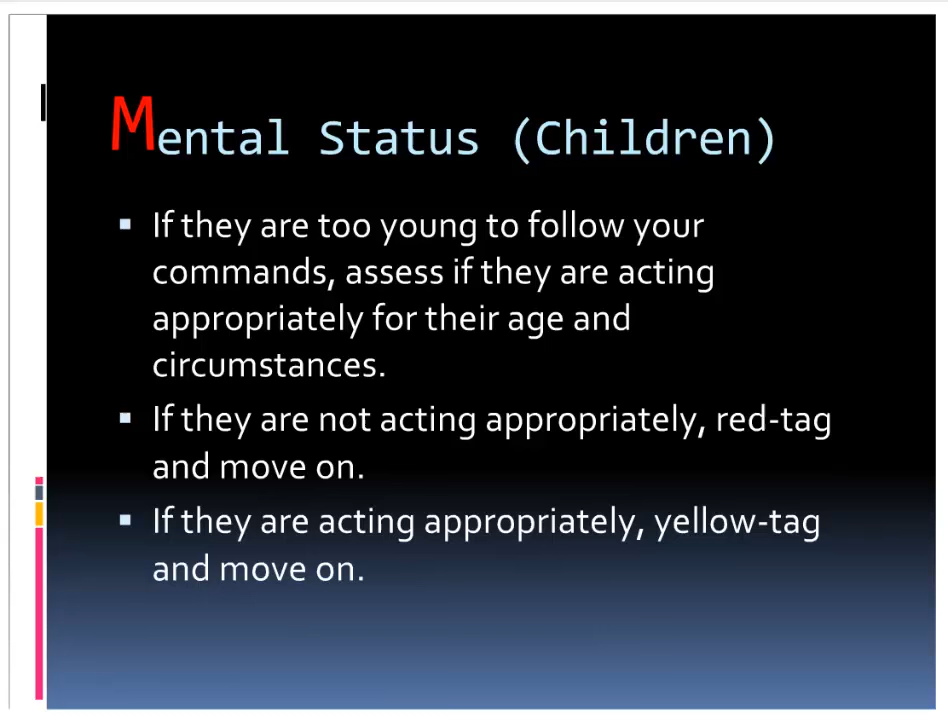 Mental Status (Children)
▪ If they are too young to follow your
commands, assess if they are acting
appropriately for their age and
circumstances.
▪ If they are not acting appropriately, red-tag
and move on.
▪ If they are acting appropriately, yellow-tag
and move on.